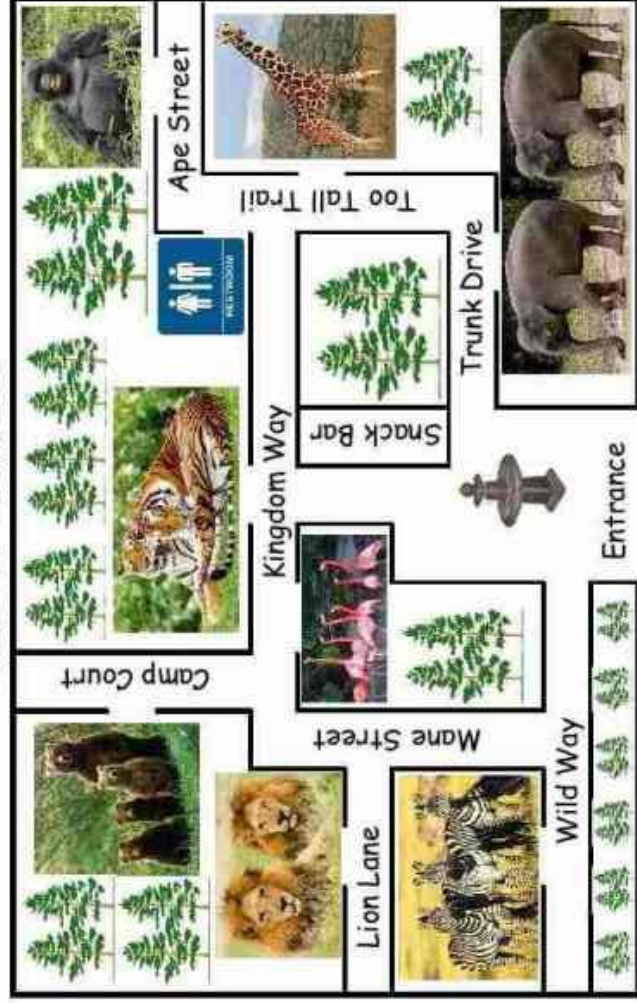 Ape Street
Too Tall Trail
RESTROOM
Trunk Drive
Snack Bar
Kingdom Way
Entrance
Camp Court
Mane Street
Wild Way
Lion Lane